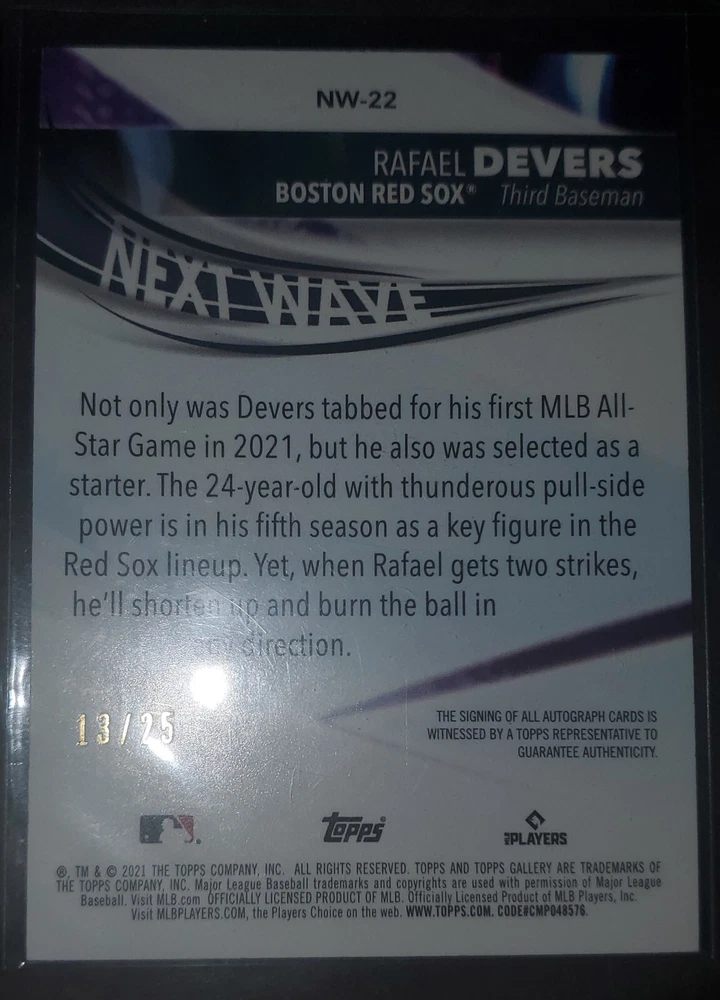 NW-22
RAFAEL DEVERS
BOSTON RED SOX® Third Baseman
NEXT WAVE
Not only was Devers tabbed for his first MLB All-
Star Game in 2021, but he also was selected as a
starter. The 24-year-old with thunderous pull-side
power is in his fifth season as a key figure in the
Red Sox lineup. Yet, when Rafael gets two strikes,
he'll shorten up and burn the ball in
any direction.
13/25
THE SIGNING OF ALL AUTOGRAPH CARDS IS
WITNESSED BY A TOPPS REPRESENTATIVE TO
GUARANTEE AUTHENTICITY.
topps
MLB PLAYERS
®, TM & © 2021 THE TOPPS COMPANY, INC. ALL RIGHTS RESERVED. TOPPS AND TOPPS GALLERY ARE TRADEMARKS OF
THE TOPPS COMPANY, INC. Major League Baseball trademarks and copyrights are used with permission of Major League
Baseball. Visit MLB.com OFFICIALLY LICENSED PRODUCT OF MLB. Officially Licensed Product of MLB Players, Inc.
Visit MLBPLAYERS.COM, the Players Choice on the web. WWW.TOPPS.COM. CODE#CMP048576.